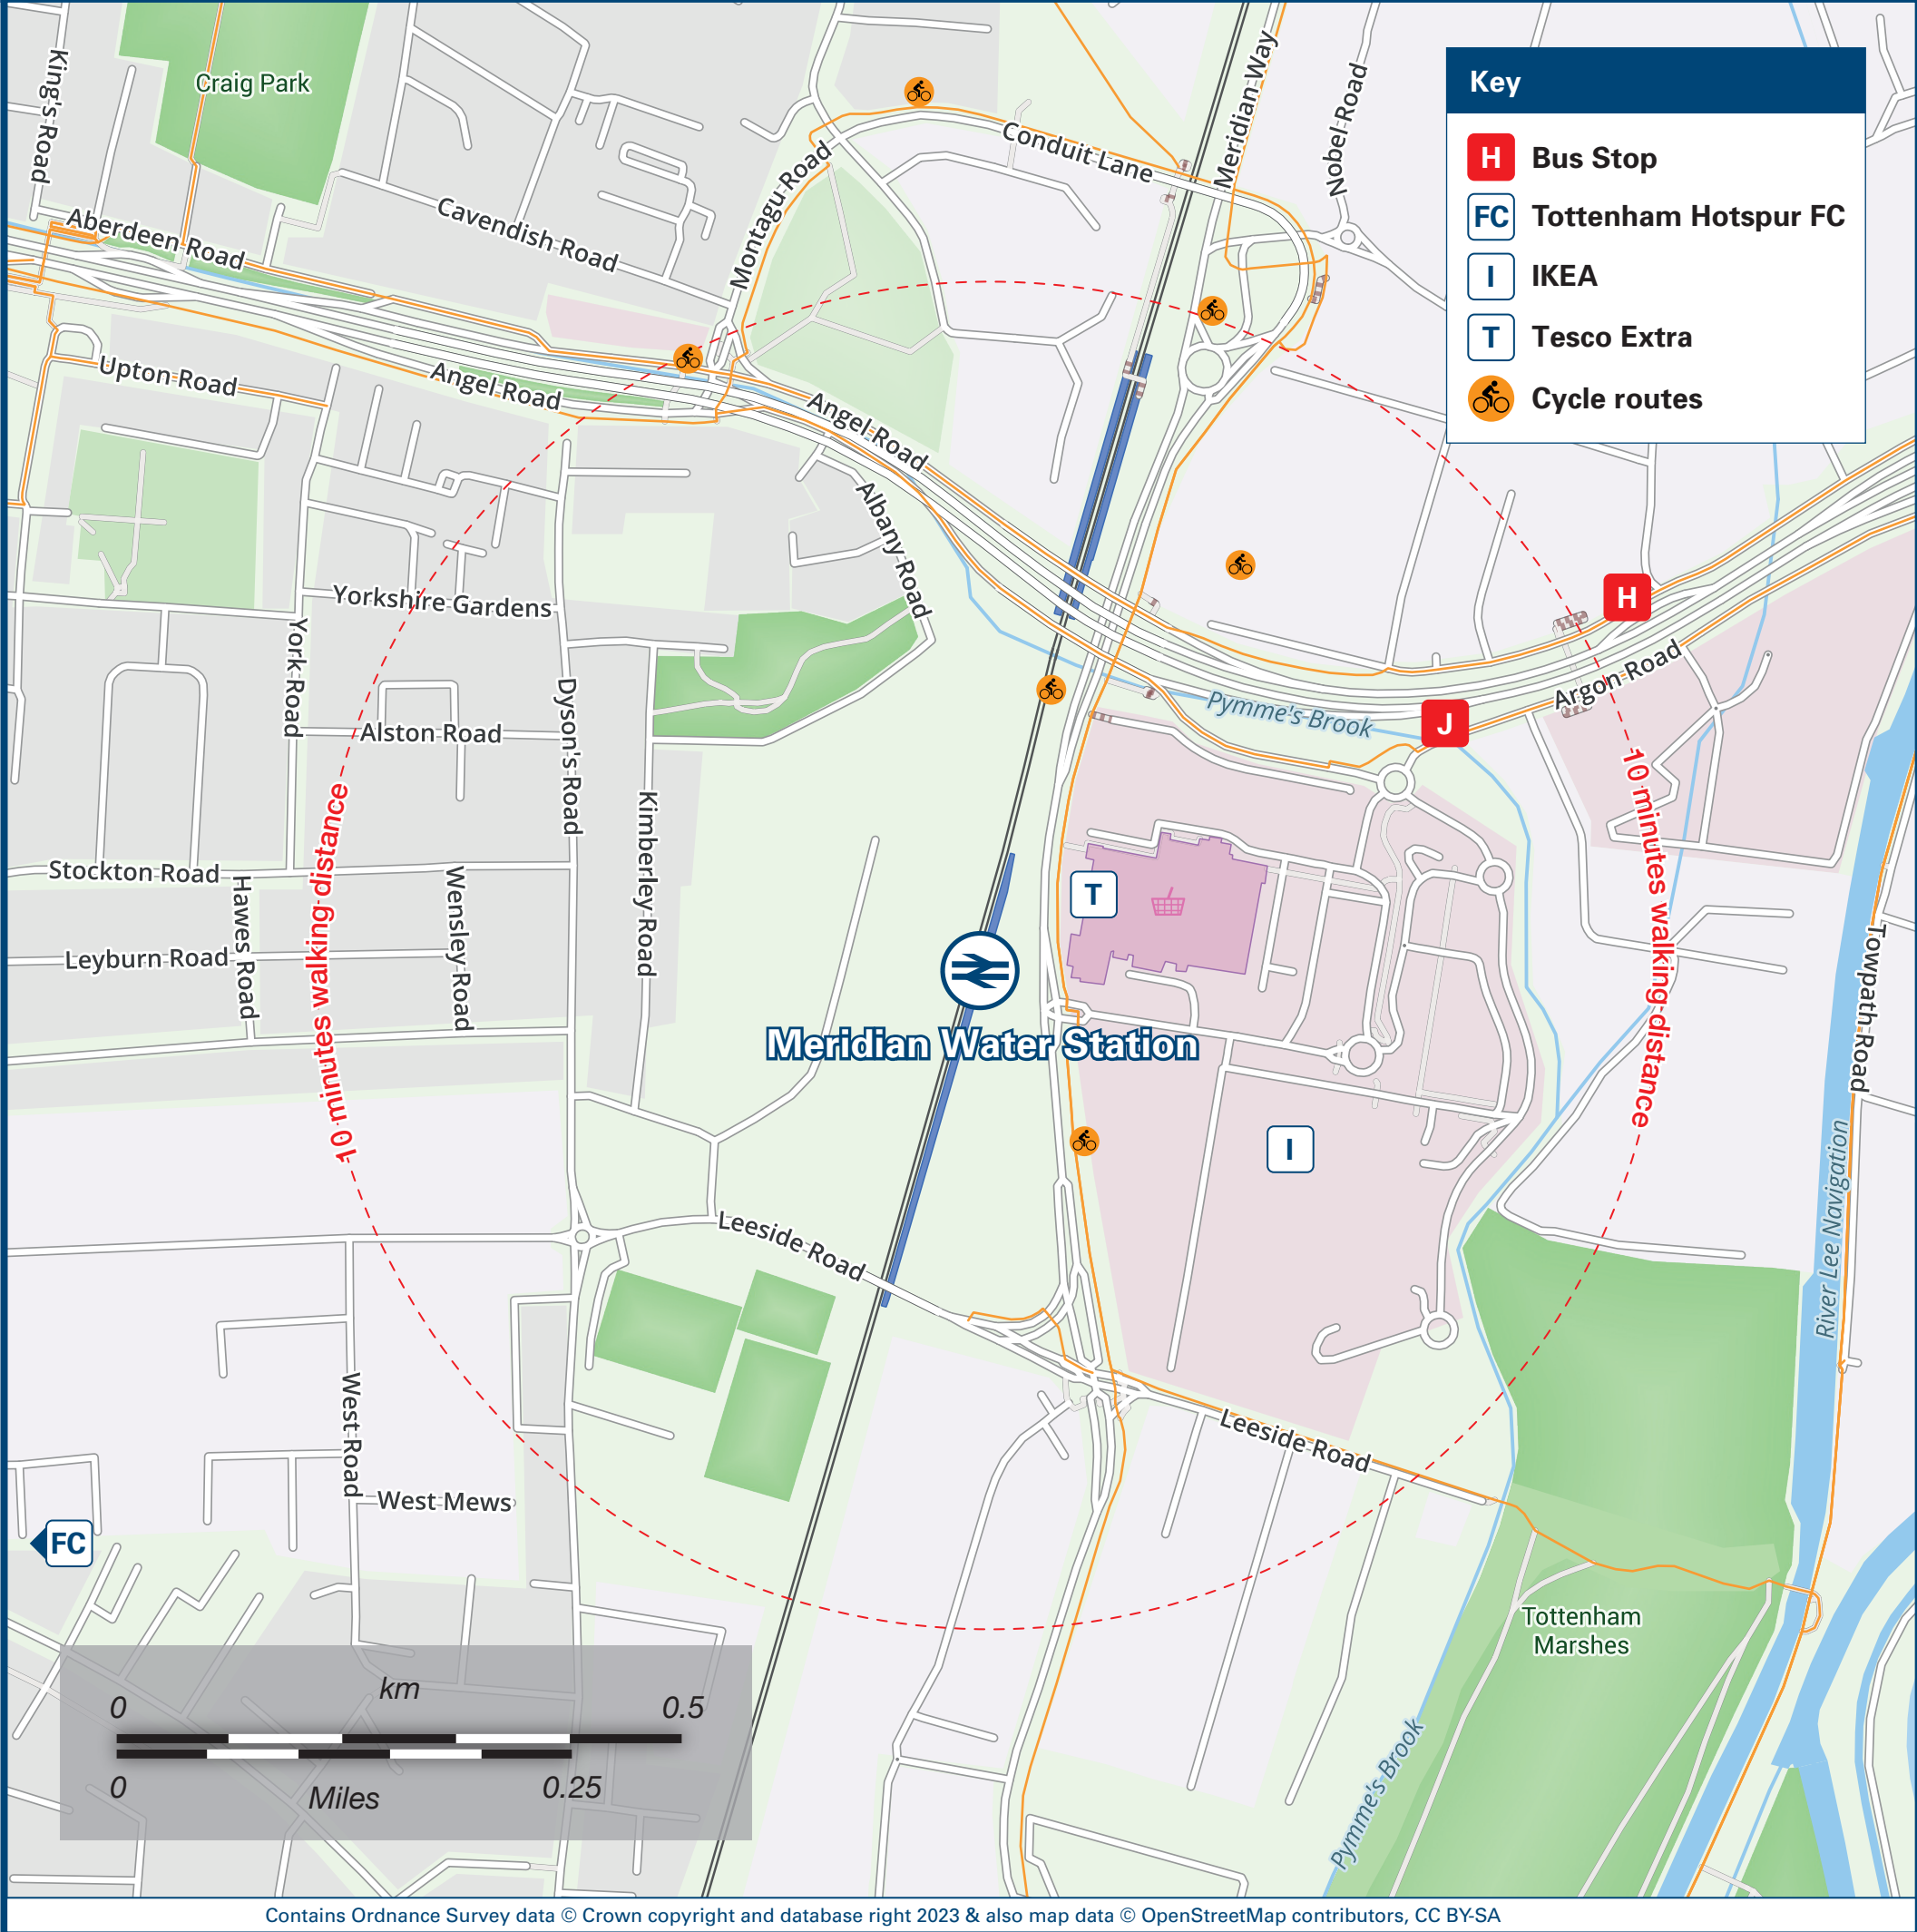 King's Road
Craig Park
Meridian Way
Nobel Road
Key
H Bus Stop
FC Tottenham Hotspur FC
I IKEA
T Tesco Extra
Cycle routes
Conduit Lane
Montagu Road
Cavendish Road
Aberdeen Road
Upton Road
Angel Road
Angel Road
Albany Road
Yorkshire Gardens
York Road
Dyson's Road
Alston Road
H
Argon Road
J
Pymme's Brook
10 minutes walking distance
10 minutes walking distance
Kimberley Road
Stockton Road
Hawes Road
Wensley Road
Leyburn Road
T
Towpath Road
Meridian Water Station
I
River Lee Navigation
Leeside Road
West Road
Leeside Road
West Mews
FC
Tottenham
Marshes
Pymme's Brook
km
0 0.5
0 0.25
Miles
Contains Ordnance Survey data © Crown copyright and database right 2023 & also map data © OpenStreetMap contributors, CC BY-SA